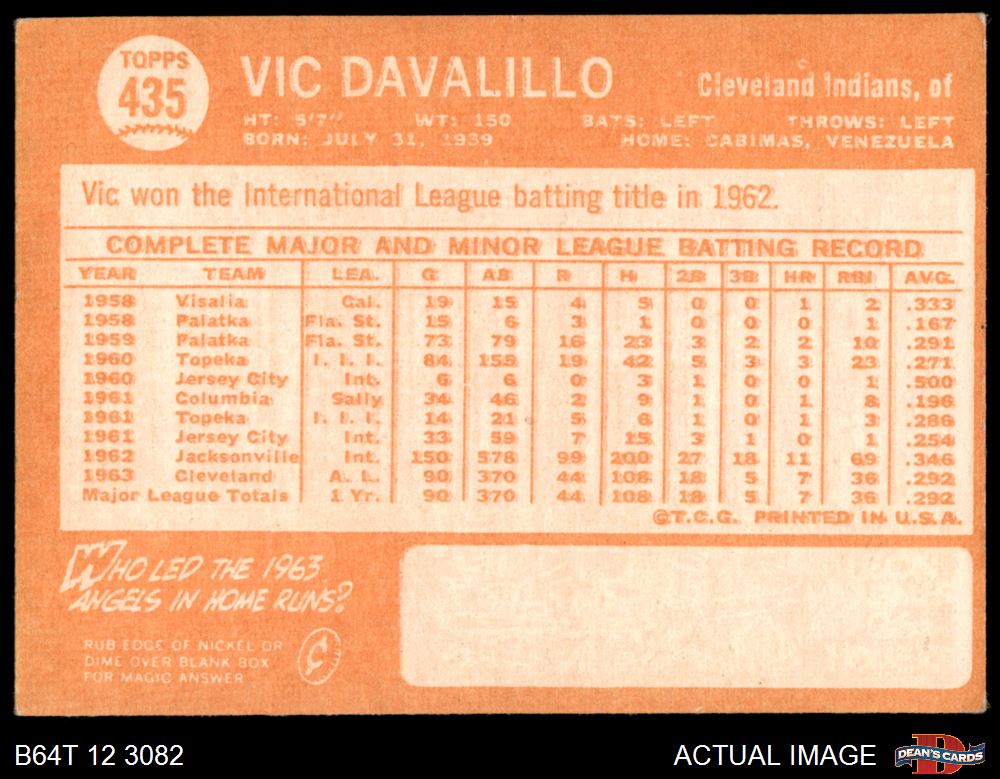 TOPPS
435
VIC DAVALILLO
Cleveland Indians, of
HT: 5'7" WT: 150 BATS: LEFT THROWS: LEFT
BORN: JULY 31, 1939 HOME: CABIMAS, VENEZUELA
Vic won the International League batting title in 1962.
COMPLETE MAJOR AND MINOR LEAGUE BATTING RECORD
YEAR TEAM LEA. G AB R H 2B 3B HR RBI AVG.
1958 Visalia Cal. 19 15 4 5 0 0 1 2 .333
1958 Palatka Fla. St. 15 6 3 1 0 0 0 1 .167
1959 Palatka Fla. St. 73 79 16 23 3 2 2 10 .291
1960 Topeka I. I. I. 84 155 19 42 5 3 3 23 .271
1960 Jersey City Int. 6 6 0 3 1 0 0 1 .500
1961 Columbia Sally 34 46 2 9 1 0 1 8 .196
1961 Topeka I. I. I. 14 21 5 6 1 0 1 3 .286
1961 Jersey City Int. 33 59 7 15 3 1 0 1 .254
1962 Jacksonville Int. 150 578 99 200 27 18 11 69 .346
1963 Cleveland A. L. 90 370 44 108 18 5 7 36 .292
Major League Totals 1 Yr. 90 370 44 108 18 5 7 36 .292
©T.C.G. PRINTED IN U.S.A.
WHO LED THE 1963
ANGELS IN HOME RUNS?
RUB EDGE OF NICKEL OR
DIME OVER BLANK BOX
FOR MAGIC ANSWER
B64T 12 3082
ACTUAL IMAGE
DEAN'S CARDS